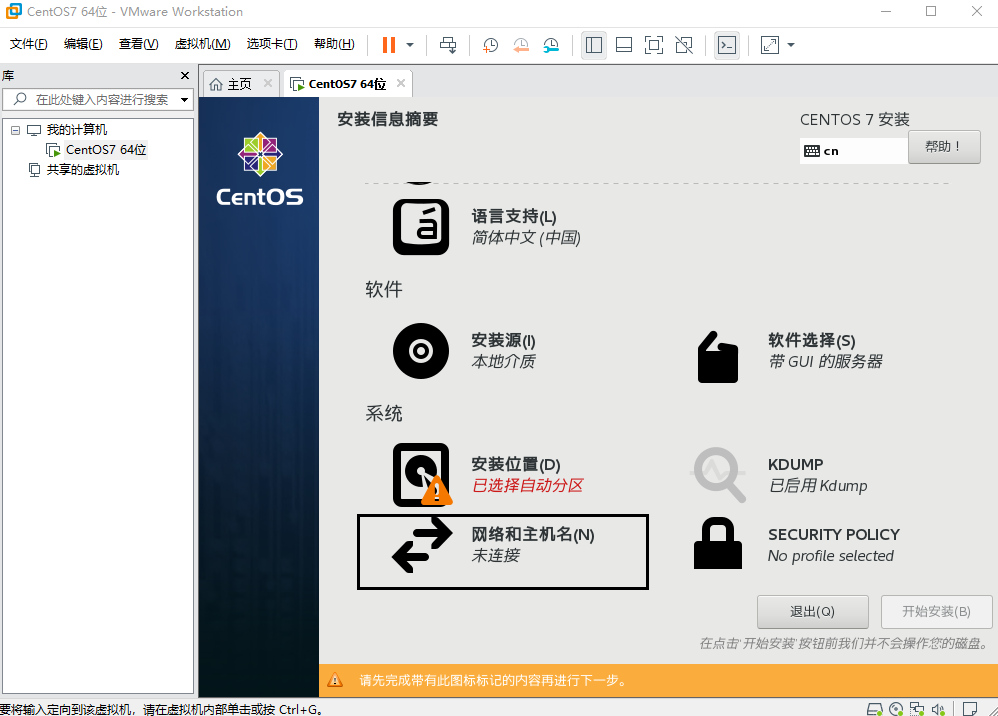 CentOS7 64位 - VMware Workstation
文件(F) 编辑(E) 查看(V) 虚拟机(M) 选项卡(T) 帮助(H)
库
主页
CentOS7 64位
在此处键入内容进行搜索
我的计算机
CentOS7 64位
共享的虚拟机
CentOS
安装信息摘要
CENTOS 7 安装
cn
帮助！
á
语言支持(L)
简体中文 (中国)
软件
安装源(I)
本地介质
软件选择(S)
带 GUI 的服务器
系统
安装位置(D)
已选择自动分区
KDUMP
已启用 Kdump
网络和主机名(N)
未连接
SECURITY POLICY
No profile selected
退出(Q)
开始安装(B)
在点击'开始安装'按钮前我们并不会操作您的磁盘。
请先完成带有此图标标记的内容再进行下一步。
要将输入定向到该虚拟机，请在虚拟机内部单击或按 Ctrl+G。